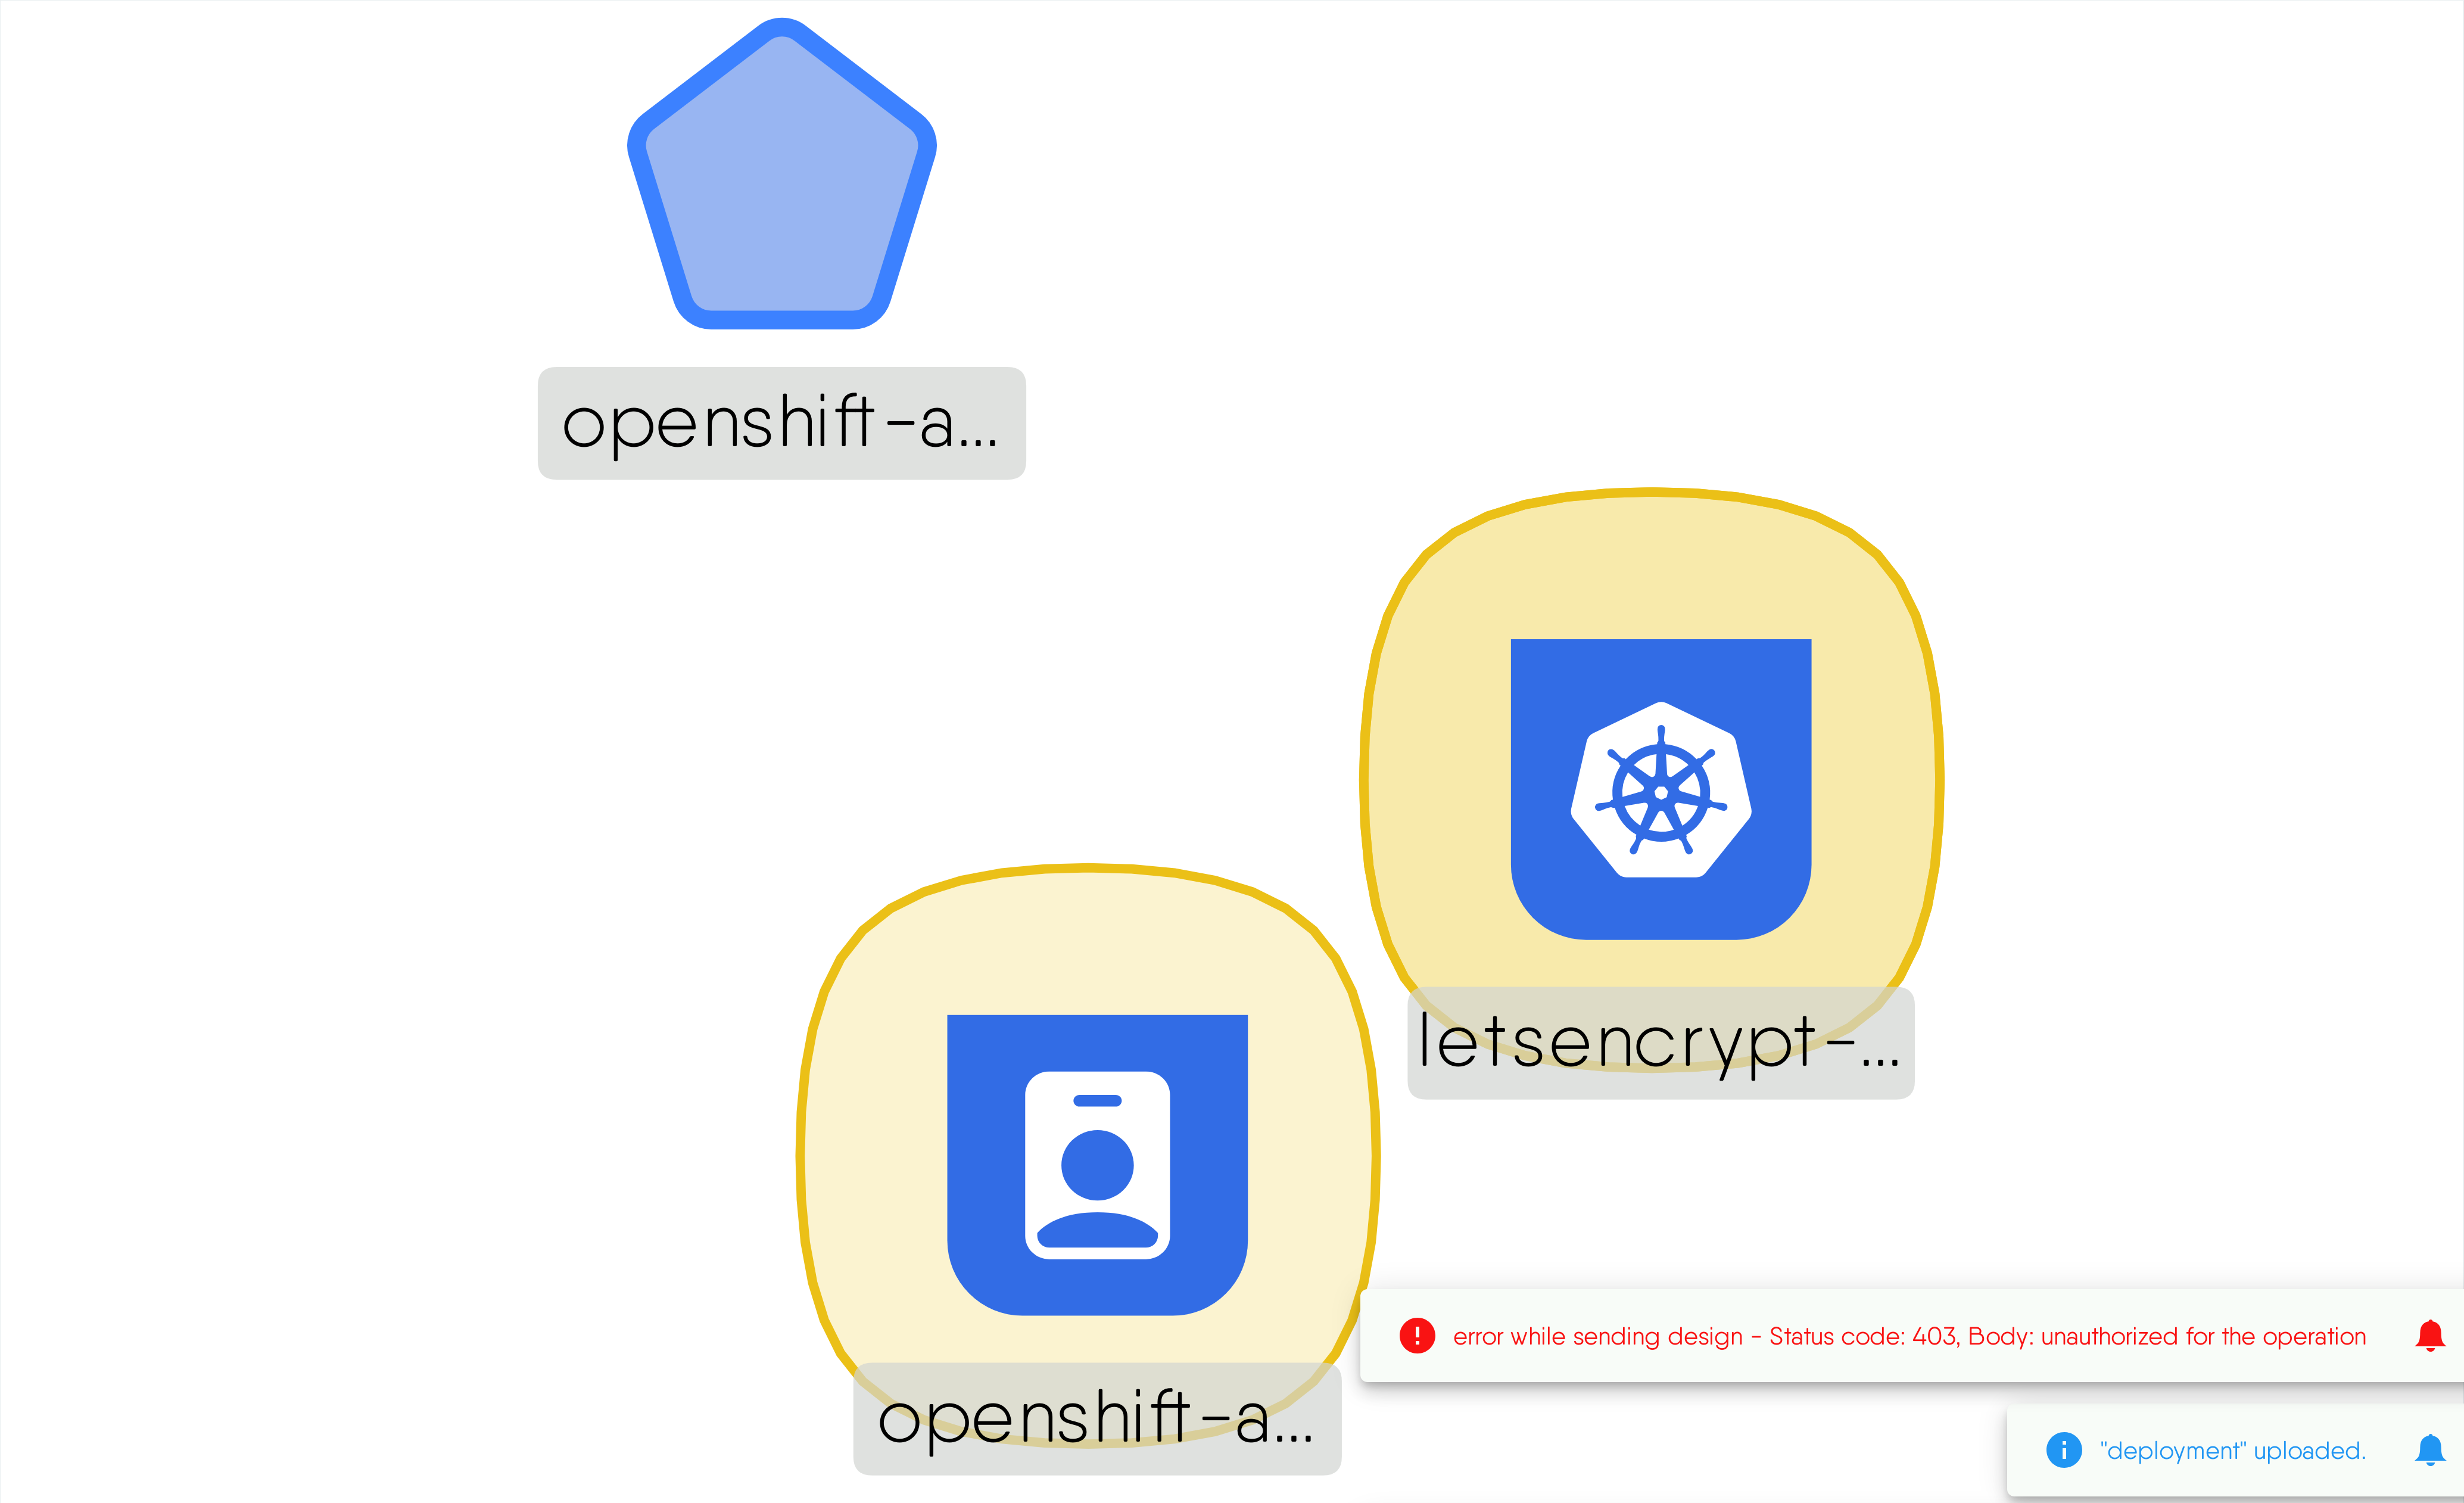 openshift-a...
letsencrypt-...
error while sending design - Status code: 403, Body: unauthorized for the operation
openshift-a...
"deployment" uploaded.